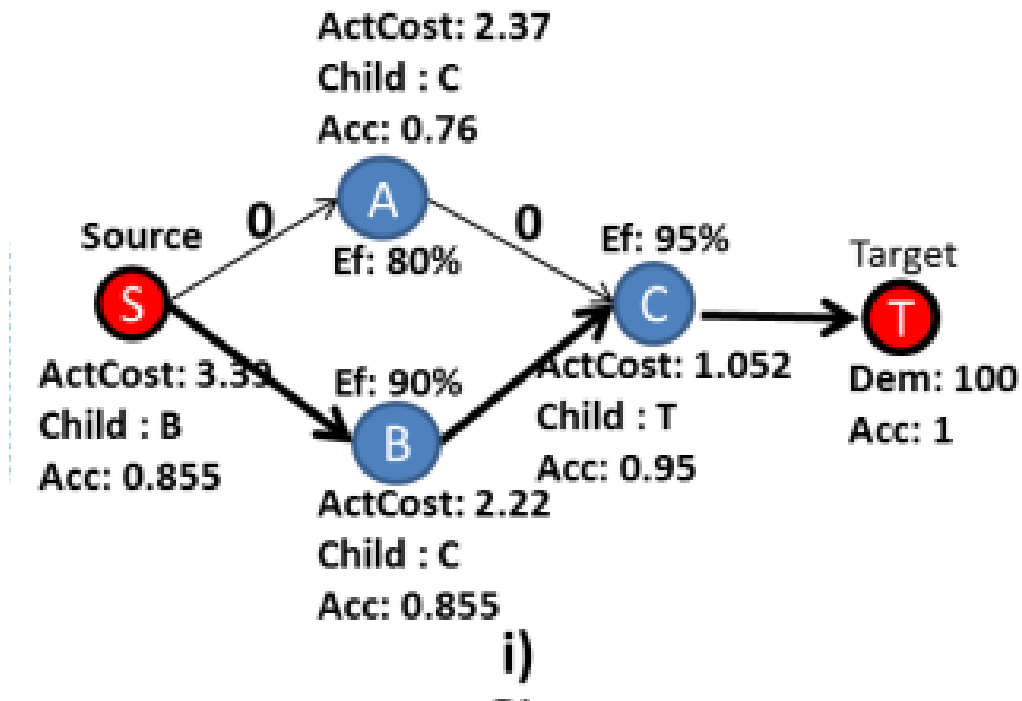 ActCost: 2.37
Child : C
Acc: 0.76
A
Ef: 80%
0
0
Source
S
ActCost: 3.39
Child : B
Acc: 0.855
Ef: 90%
B
ActCost: 2.22
Child : C
Acc: 0.855
Ef: 95%
C
ActCost: 1.052
Child : T
Acc: 0.95
Target
T
Dem: 100
Acc: 1
i)